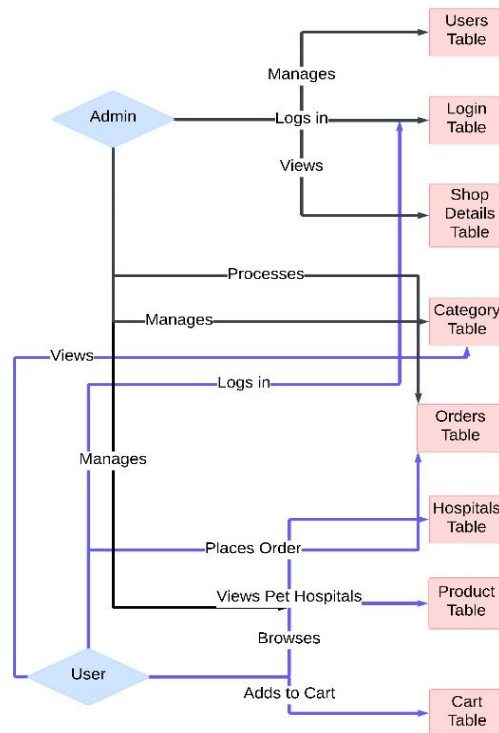 Users
Table
Manages
Admin
Logs in
Login
Table
Views
Shop
Details
Table
Processes
Manages
Category
Table
Views
Logs in
Orders
Table
Manages
Hospitals
Table
Places Order
Views Pet Hospitals
Product
Table
Browses
User
Adds to Cart
Cart
Table